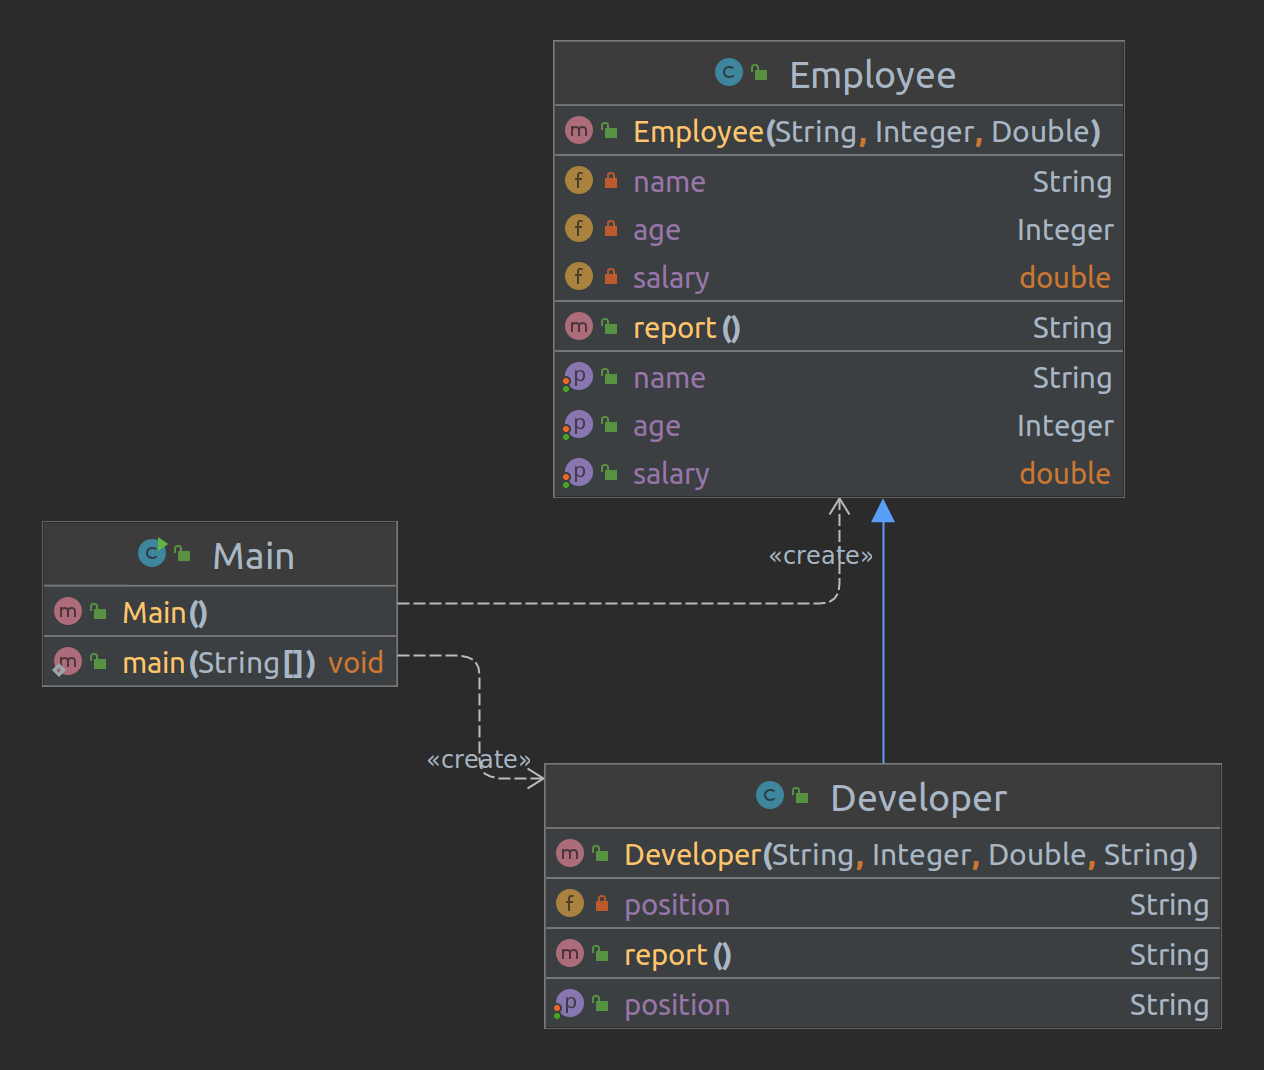 Employee
Employee(String, Integer, Double)
name String
age Integer
salary double
report() String
name String
age Integer
salary double
«create»
Main
Main()
main(String[]) void
«create»
Developer
Developer(String, Integer, Double, String)
position String
report() String
position String